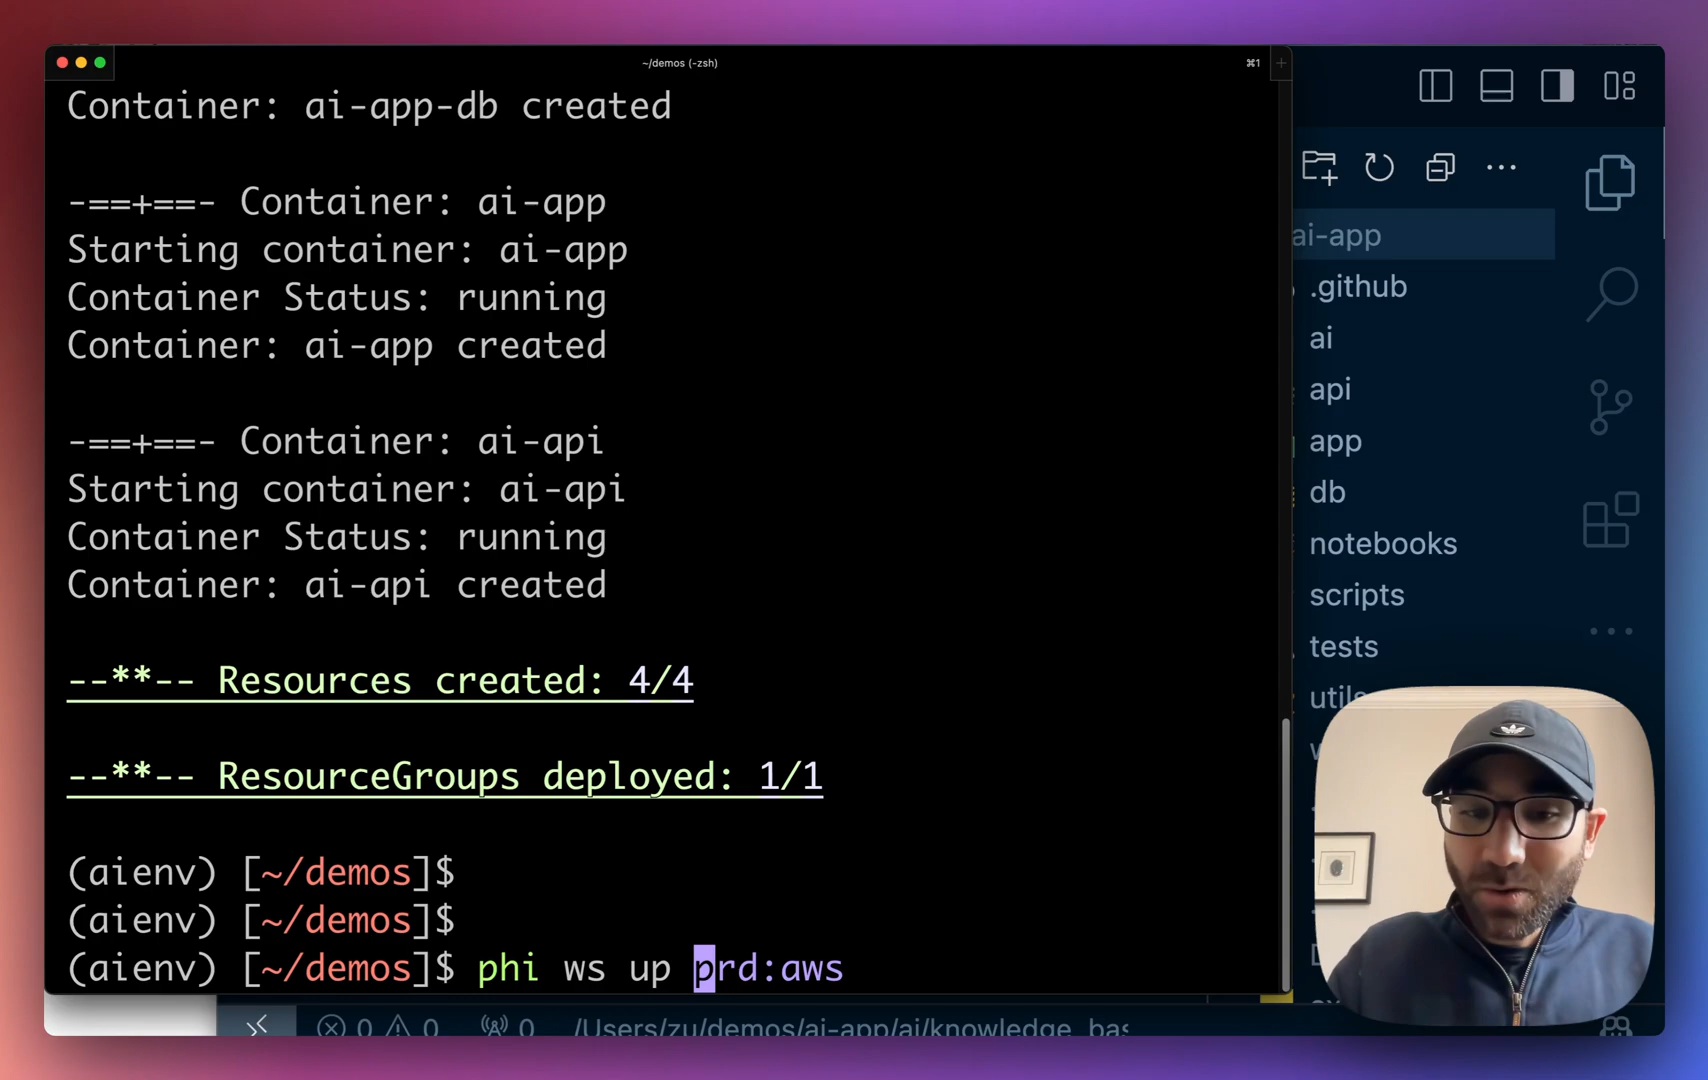 ~/demos (-zsh)
⌘1
Container: ai-app-db created
-==+==- Container: ai-app
Starting container: ai-app
Container Status: running
Container: ai-app created
-==+==- Container: ai-api
Starting container: ai-api
Container Status: running
Container: ai-api created
--**-- Resources created: 4/4
--**-- ResourceGroups deployed: 1/1
(aienv) [~/demos]$
(aienv) [~/demos]$
(aienv) [~/demos]$ phi ws up prd:aws
ai-app
.github
ai
api
app
db
notebooks
scripts
tests
utils
0
0
0
/Users/zu/demos/ai-app/ai/knowledge_bas